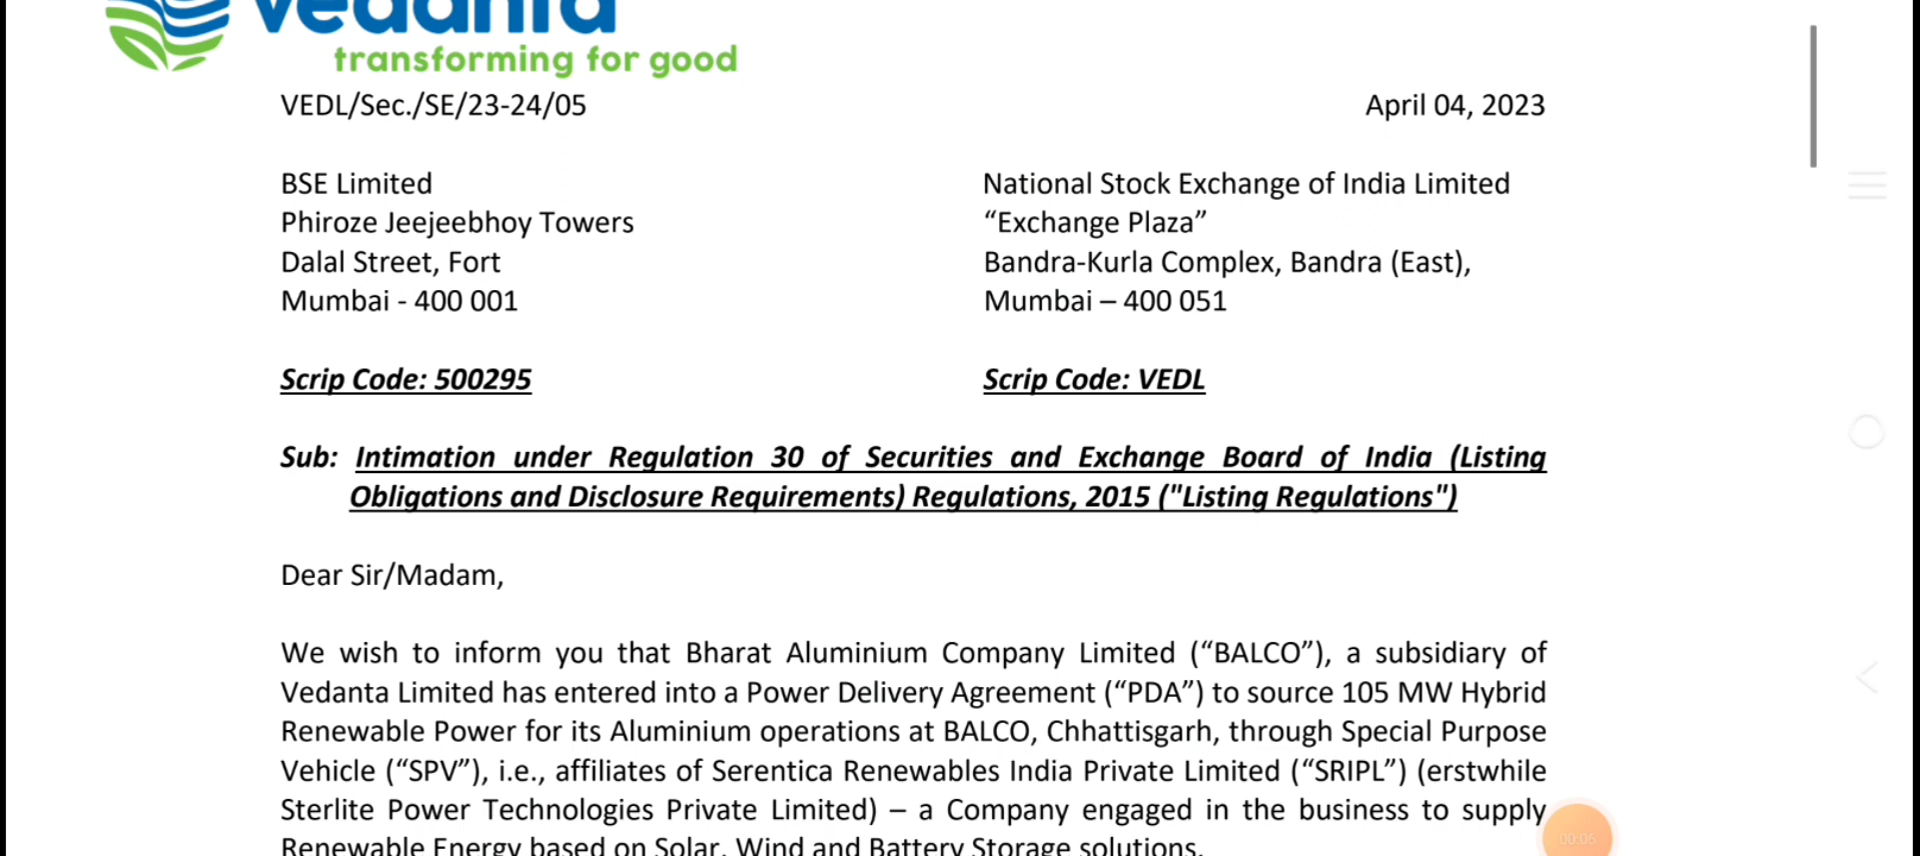 vedanta
transforming for good
VEDL/Sec./SE/23-24/05 April 04, 2023
BSE Limited National Stock Exchange of India Limited
Phiroze Jeejeebhoy Towers “Exchange Plaza”
Dalal Street, Fort Bandra-Kurla Complex, Bandra (East),
Mumbai - 400 001 Mumbai – 400 051
Scrip Code: 500295 Scrip Code: VEDL
Sub: Intimation under Regulation 30 of Securities and Exchange Board of India (Listing
Obligations and Disclosure Requirements) Regulations, 2015 ("Listing Regulations")
Dear Sir/Madam,
We wish to inform you that Bharat Aluminium Company Limited (“BALCO”), a subsidiary of
Vedanta Limited has entered into a Power Delivery Agreement (“PDA”) to source 105 MW Hybrid
Renewable Power for its Aluminium operations at BALCO, Chhattisgarh, through Special Purpose
Vehicle (“SPV”), i.e., affiliates of Serentica Renewables India Private Limited (“SRIPL”) (erstwhile
Sterlite Power Technologies Private Limited) – a Company engaged in the business to supply
Renewable Energy based on Solar, Wind and Battery Storage solutions.
00:06